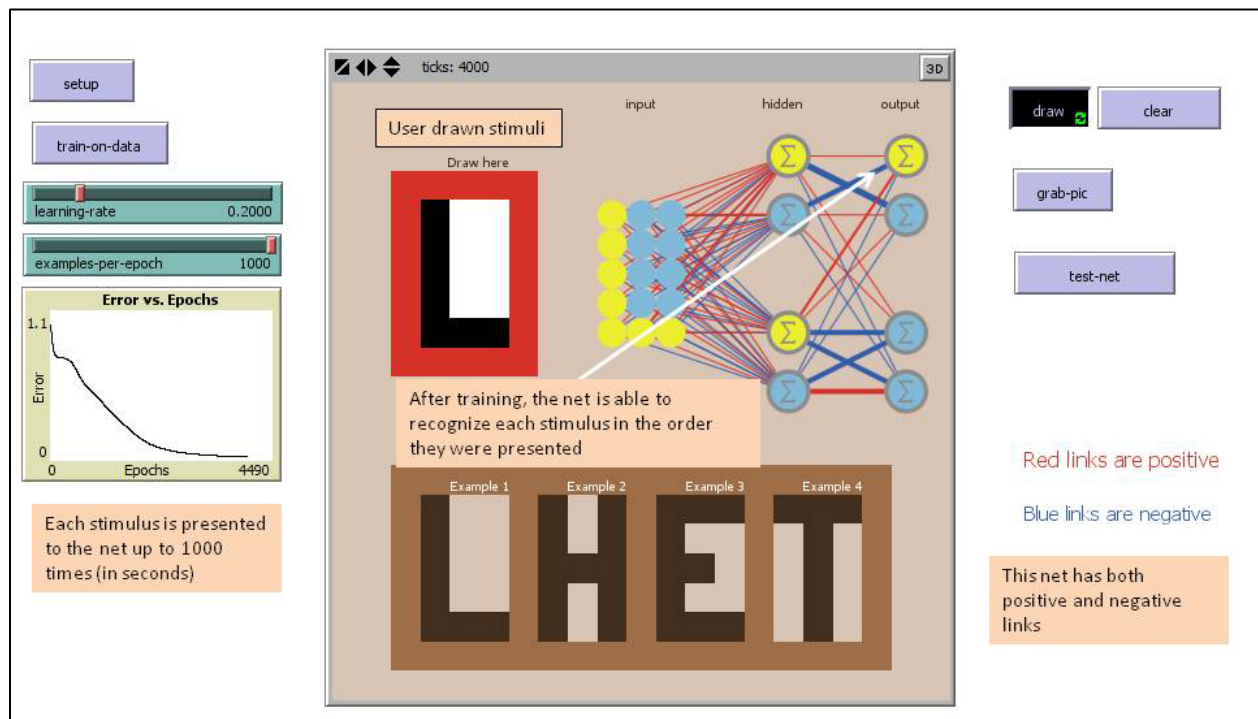 setup
train-on-data
learning-rate 0.2000
examples-per-epoch 1000
Error vs. Epochs
1.1
Error
0
0 Epochs 4490
Each stimulus is presented
to the net up to 1000
times (in seconds)
ticks: 4000
3D
input hidden output
User drawn stimuli
Draw here
Σ Σ
Σ Σ
Σ Σ
Σ Σ
L
After training, the net is able to
recognize each stimulus in the order
they were presented
Example 1 Example 2 Example 3 Example 4
L H E T
draw clear
grab-pic
test-net
Red links are positive
Blue links are negative
This net has both
positive and negative
links